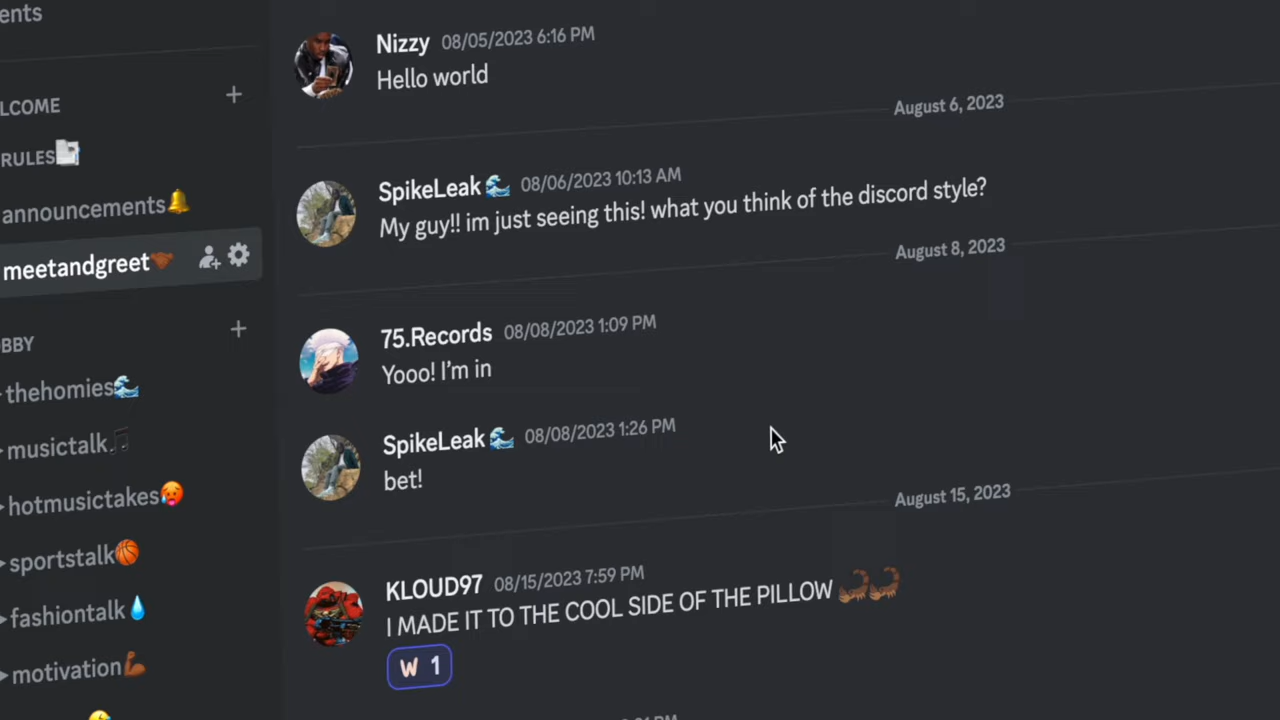 ents
LCOME
RULES
announcements
meetandgreet
BBY
thehomies
musictalk
hotmusictakes
sportstalk
fashiontalk
motivation
Nizzy 08/05/2023 6:16 PM
Hello world
August 6, 2023
SpikeLeak 08/06/2023 10:13 AM
My guy!! im just seeing this! what you think of the discord style?
August 8, 2023
75.Records 08/08/2023 1:09 PM
Yooo! I'm in
SpikeLeak 08/08/2023 1:26 PM
bet!
August 15, 2023
KLOUD97 08/15/2023 7:59 PM
I MADE IT TO THE COOL SIDE OF THE PILLOW
W 1
PM